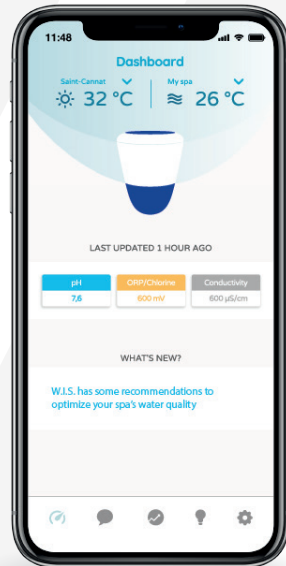 11:48
Dashboard
Saint-Cannat My spa
32 °C 26 °C
LAST UPDATED 1 HOUR AGO
pH ORP/Chlorine Conductivity
7,6 600 mV 600 µS/cm
WHAT'S NEW?
W.I.S. has some recommendations to
optimize your spa's water quality